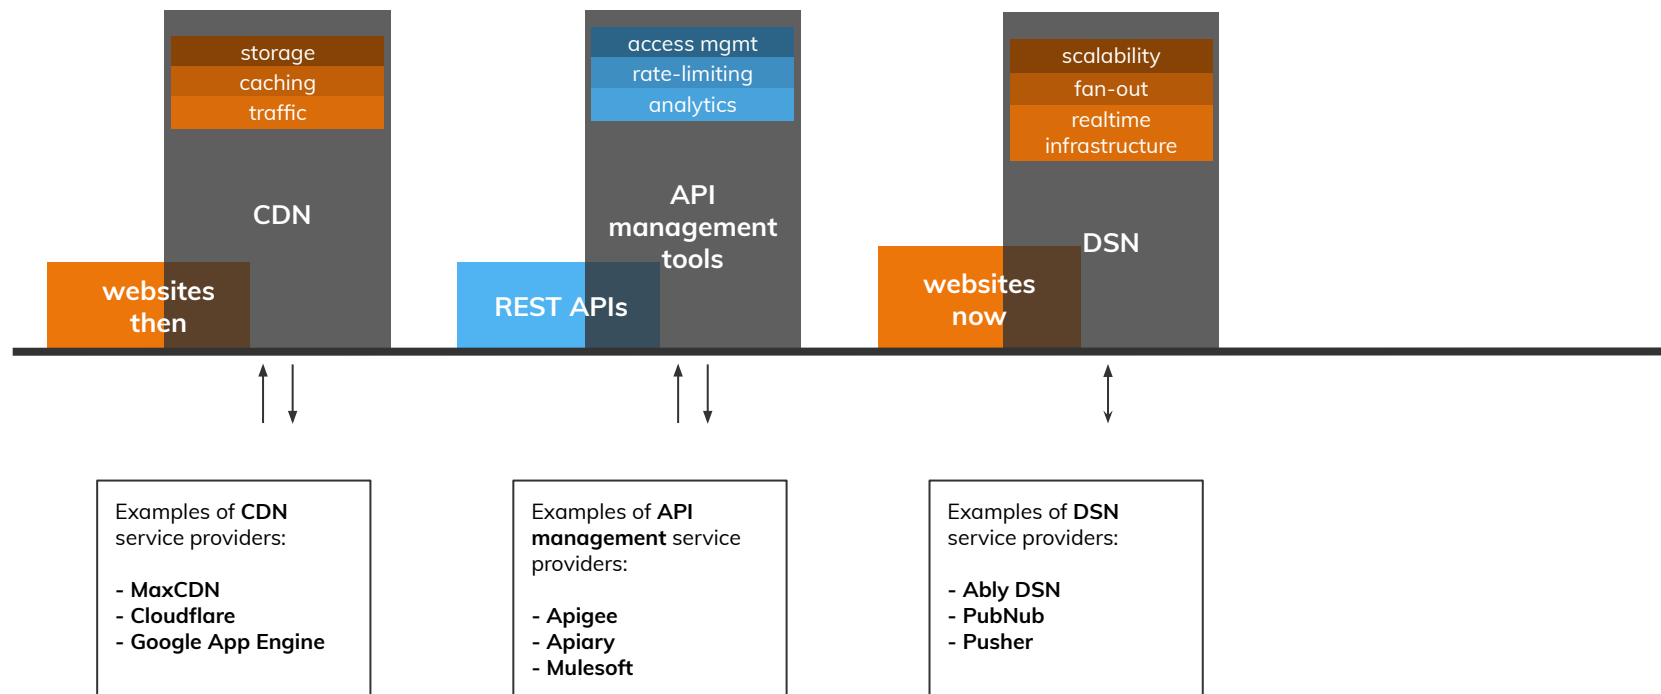 storage
caching
traffic
CDN
websites
then
access mgmt
rate-limiting
analytics
API
management
tools
REST APIs
scalability
fan-out
realtime
infrastructure
DSN
websites
now
Examples of CDN
service providers:
- MaxCDN
- Cloudflare
- Google App Engine
Examples of API
management service
providers:
- Apigee
- Apiary
- Mulesoft
Examples of DSN
service providers:
- Ably DSN
- PubNub
- Pusher